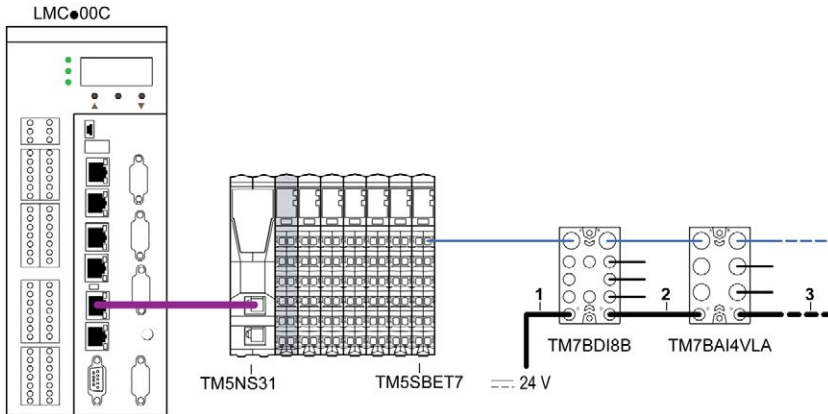 LMC●00C
1
2
3
TM7BDI8B
TM7BAI4VLA
TM5NS31
TM5SBET7
24 V